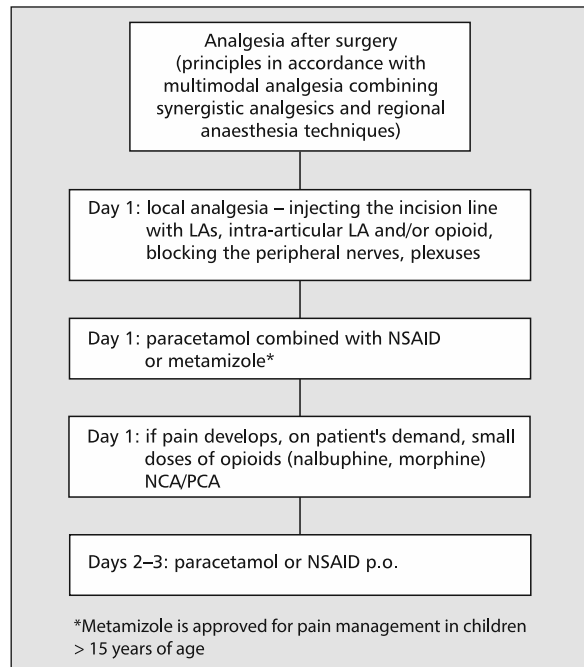 Analgesia after surgery
(principles in accordance with
multimodal analgesia combining
synergistic analgesics and regional
anaesthesia techniques)
Day 1: local analgesia – injecting the incision line
with LAs, intra-articular LA and/or opioid,
blocking the peripheral nerves, plexuses
Day 1: paracetamol combined with NSAID
or metamizole*
Day 1: if pain develops, on patient's demand, small
doses of opioids (nalbuphine, morphine)
NCA/PCA
Days 2–3: paracetamol or NSAID p.o.
*Metamizole is approved for pain management in children
> 15 years of age